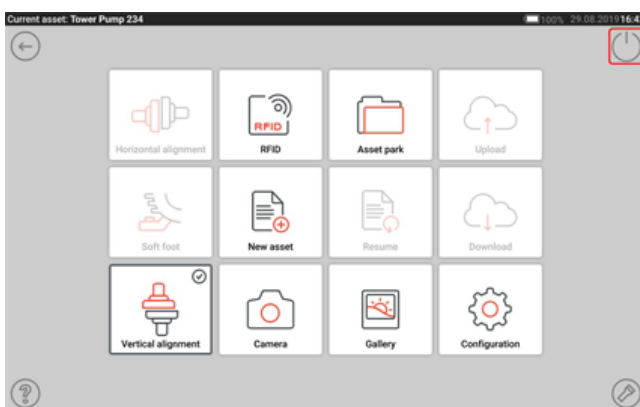 Current asset: Tower Pump 234
100% 29.08.2019 16:4
Horizontal alignment
RFID
RFID
Asset park
Upload
Soft foot
New asset
Resume
Download
Vertical alignment
Camera
Gallery
Configuration
?